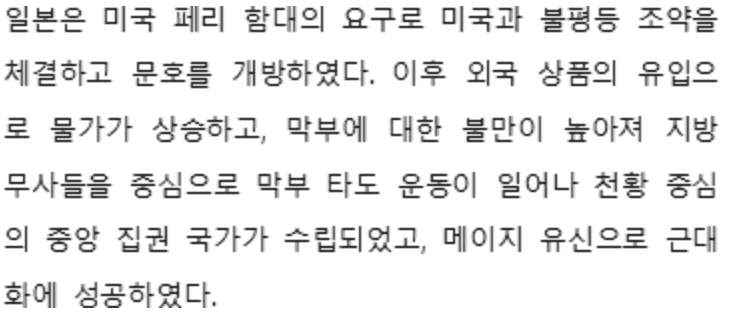 일본은 미국 페리 함대의 요구로 미국과 불평등 조약을
체결하고 문호를 개방하였다. 이후 외국 상품의 유입으
로 물가가 상승하고, 막부에 대한 불만이 높아져 지방
무사들을 중심으로 막부 타도 운동이 일어나 천황 중심
의 중앙 집권 국가가 수립되었고, 메이지 유신으로 근대
화에 성공하였다.